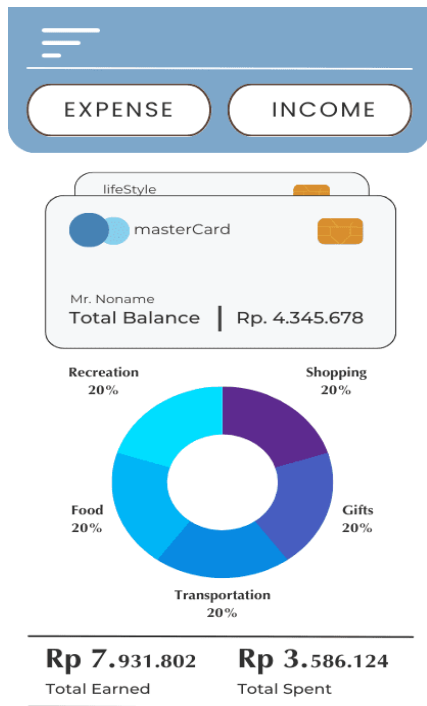 EXPENSE
INCOME
lifeStyle
masterCard
Mr. Noname
Total Balance | Rp. 4.345.678
Recreation
20%
Shopping
20%
Food
20%
Gifts
20%
Transportation
20%
Rp 7.931.802
Total Earned
Rp 3.586.124
Total Spent